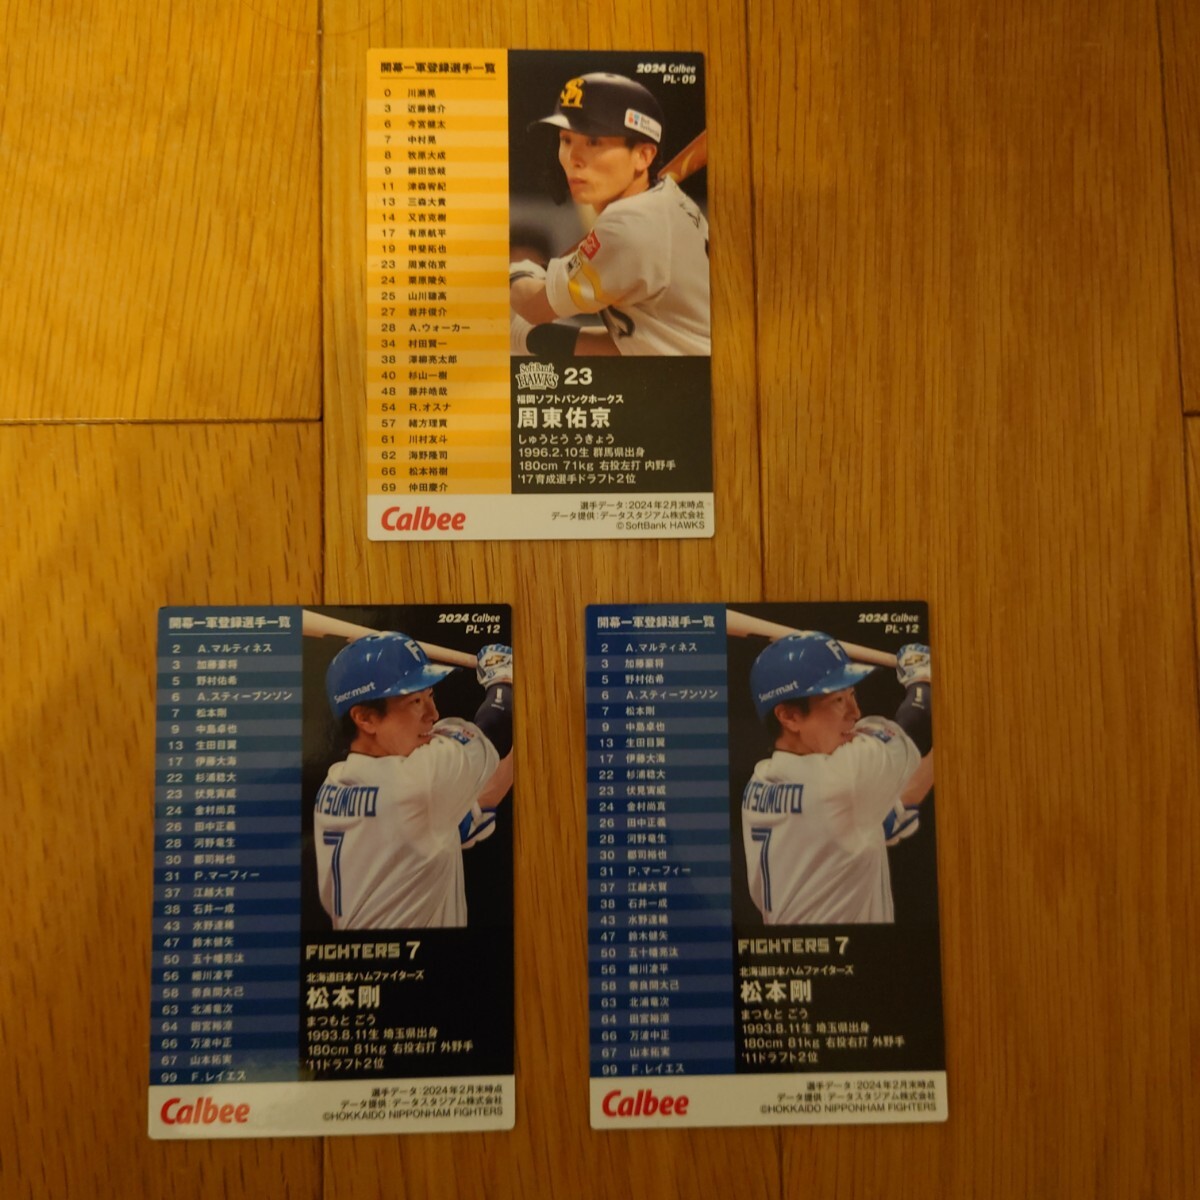 開幕一軍登録選手一覧
0 川瀬晃
3 近藤健介
6 今宮健太
7 中村晃
8 牧原大成
9 柳田悠岐
11 津森宥紀
13 三森大貴
14 又吉克樹
17 有原航平
19 甲斐拓也
23 周東佑京
24 栗原陵矢
25 山川穂高
27 岩井俊介
28 A.ウォーカー
34 村田賢一
38 澤柳亮太郎
40 杉山一樹
48 藤井皓哉
54 R.オスナ
57 緒方理貢
61 川村友斗
62 海野隆司
66 松本裕樹
69 仲田慶介
2024 Calbee
PL-09
SoftBank
HAWKS 23
福岡ソフトバンクホークス
周東佑京
しゅうとう うきょう
1996.2.10生 群馬県出身
180cm 71kg 右投左打 内野手
'17育成選手ドラフト2位
Calbee
選手データ：2024年2月末時点
データ提供：データスタジアム株式会社
©SoftBank HAWKS
開幕一軍登録選手一覧
2 A.マルティネス
3 加藤豪将
5 野村佑希
6 A.スティーブンソン
7 松本剛
9 中島卓也
13 生田目翼
17 伊藤大海
22 杉浦稔大
23 伏見寅威
24 金村尚真
26 田中正義
28 河野竜生
30 郡司裕也
31 P.マーフィー
37 江越大賀
38 石井一成
43 水野達稀
47 鈴木健矢
50 五十幡亮汰
56 細川凌平
58 奈良間大己
63 北浦竜次
64 田宮裕涼
66 万波中正
67 山本拓実
99 F.レイエス
2024 Calbee
PL-12
F
Secomart
ATSUMOTO
7
FIGHTERS 7
北海道日本ハムファイターズ
松本剛
まつもと ごう
1993.8.11生 埼玉県出身
180cm 81kg 右投右打 外野手
'11ドラフト2位
Calbee
選手データ：2024年2月末時点
データ提供：データスタジアム株式会社
©HOKKAIDO NIPPONHAM FIGHTERS
開幕一軍登録選手一覧
2 A.マルティネス
3 加藤豪将
5 野村佑希
6 A.スティーブンソン
7 松本剛
9 中島卓也
13 生田目翼
17 伊藤大海
22 杉浦稔大
23 伏見寅威
24 金村尚真
26 田中正義
28 河野竜生
30 郡司裕也
31 P.マーフィー
37 江越大賀
38 石井一成
43 水野達稀
47 鈴木健矢
50 五十幡亮汰
56 細川凌平
58 奈良間大己
63 北浦竜次
64 田宮裕涼
66 万波中正
67 山本拓実
99 F.レイエス
2024 Calbee
PL-12
F
Secomart
ATSUMOTO
7
FIGHTERS 7
北海道日本ハムファイターズ
松本剛
まつもと ごう
1993.8.11生 埼玉県出身
180cm 81kg 右投右打 外野手
'11ドラフト2位
Calbee
選手データ：2024年2月末時点
データ提供：データスタジアム株式会社
©HOKKAIDO NIPPONHAM FIGHTERS